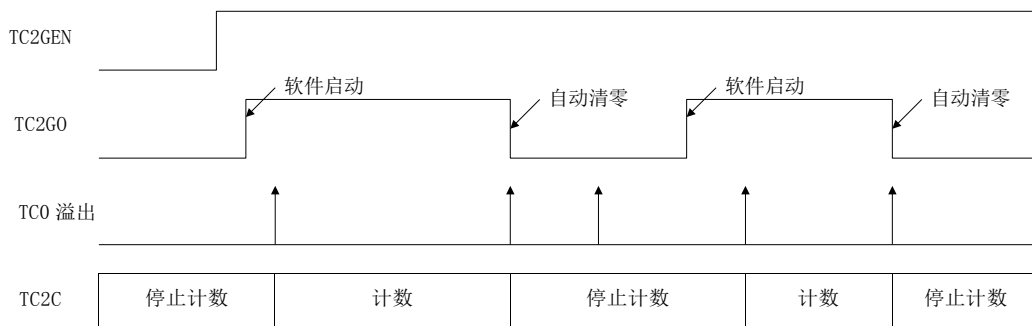 TC2GEN
软件启动
自动清零
软件启动
自动清零
TC2GO
TC0 溢出
TC2C
停止计数
计数
停止计数
计数
停止计数